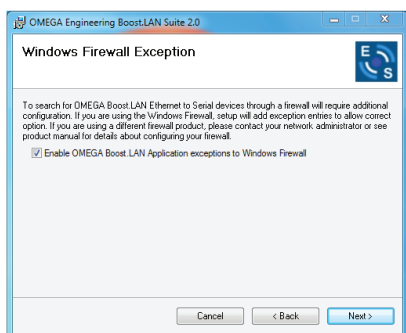 OMEGA Engineering Boost.LAN Suite 2.0
Windows Firewall Exception
E
S
To search for OMEGA Boost.LAN Ethernet to Serial devices through a firewall will require additional
configuration. If you are using the Windows Firewall, setup will add exception entries to allow correct
option. If you are using a different firewall product, please contact your network administrator or see
product manual for details about configuring your firewall.
Enable OMEGA Boost.LAN Application exceptions to Windows Firewall
Cancel
< Back
Next >